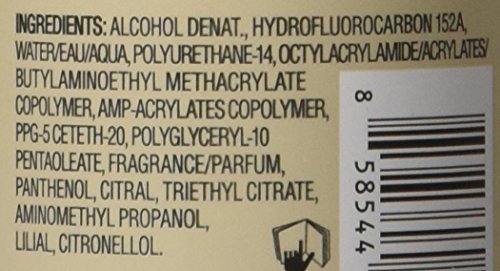 INGREDIENTS: ALCOHOL DENAT., HYDROFLUOROCARBON 152A,
WATER/EAU/AQUA, POLYURETHANE-14, OCTYLACRYLAMIDE/ACRYLATES/
BUTYLAMINOETHYL METHACRYLATE
COPOLYMER, AMP-ACRYLATES COPOLYMER,
PPG-5 CETETH-20, POLYGLYCERYL-10
PENTAOLEATE, FRAGRANCE/PARFUM,
PANTHENOL, CITRAL, TRIETHYL CITRATE,
AMINOMETHYL PROPANOL,
LILIAL, CITRONELLOL.
8 58544